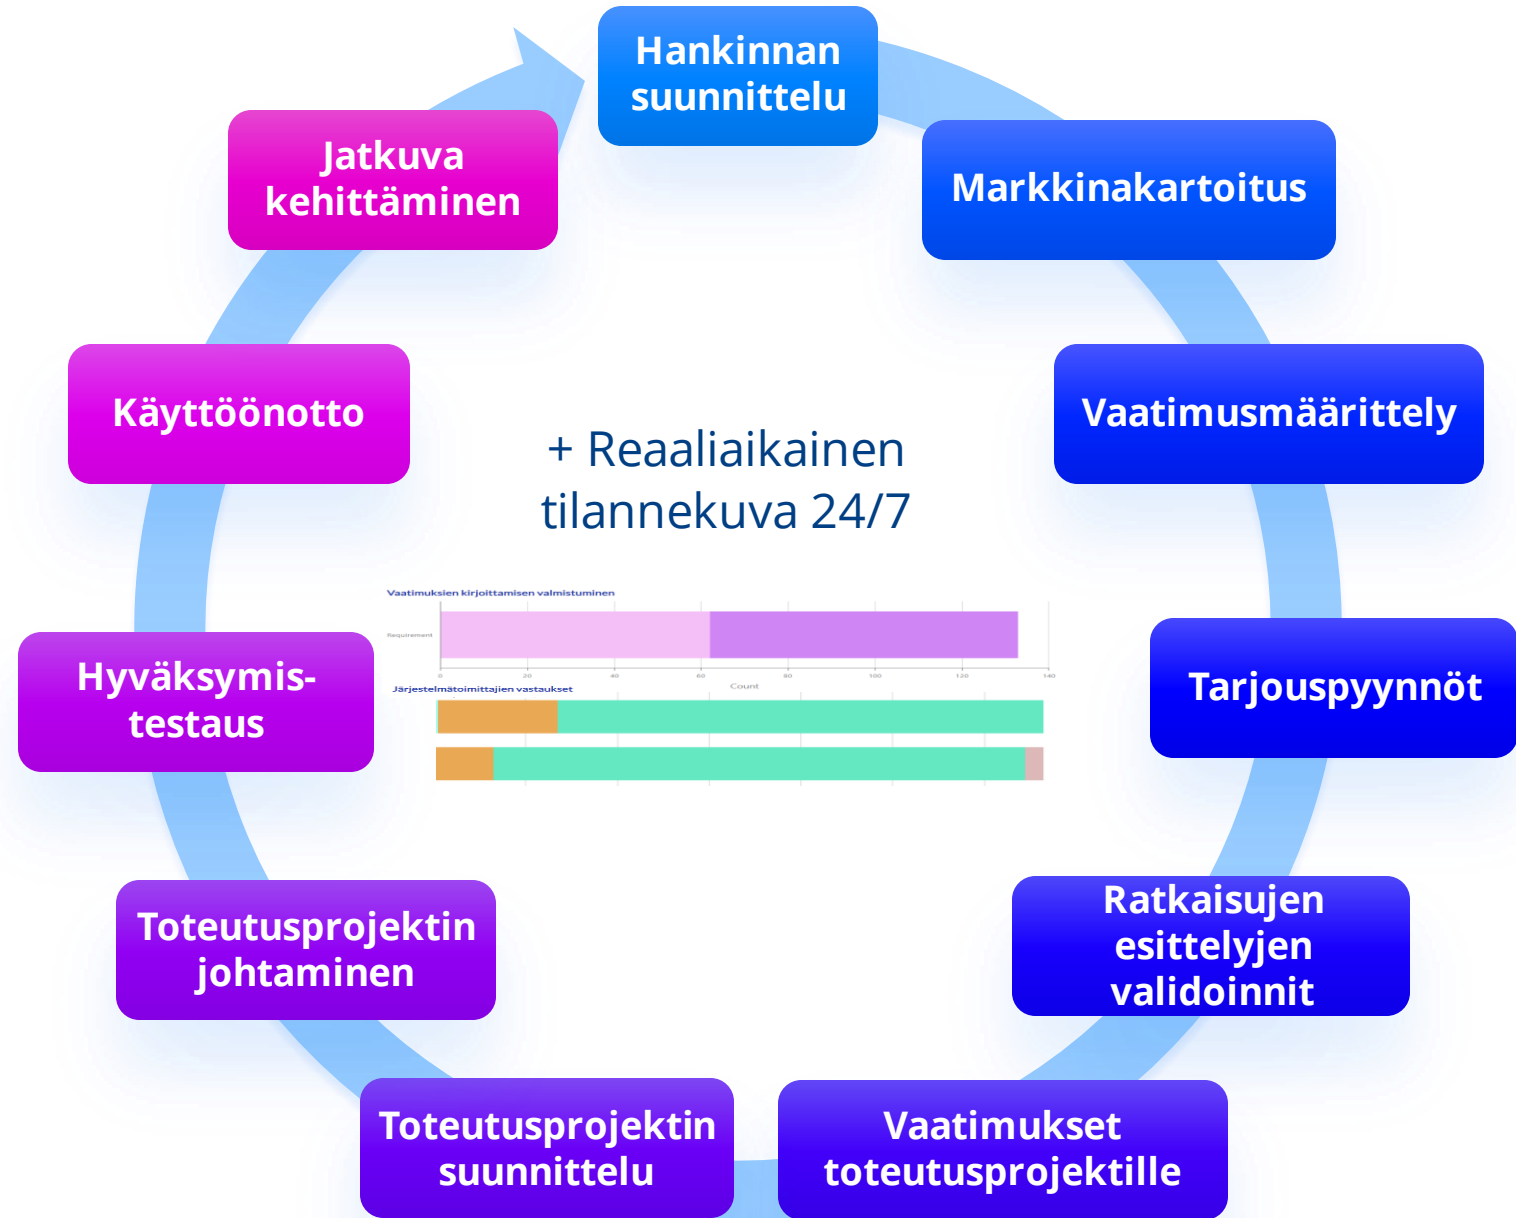 Hankinnan
suunnittelu
Markkinakartoitus
Vaatimusmäärittely
Tarjouspyynnöt
Ratkaisujen
esittelyjen
validoinnit
Vaatimukset
toteutusprojektille
Toteutusprojektin
suunnittelu
Toteutusprojektin
johtaminen
Hyväksymis-
testaus
Käyttöönotto
Jatkuva
kehittäminen
+ Reaaliaikainen
tilannekuva 24/7
Vaatimuksien kirjoittamisen valmistuminen
Requirement
0 20 40 60 80 100 120 140
Count
Järjestelmätoimittajien vastaukset